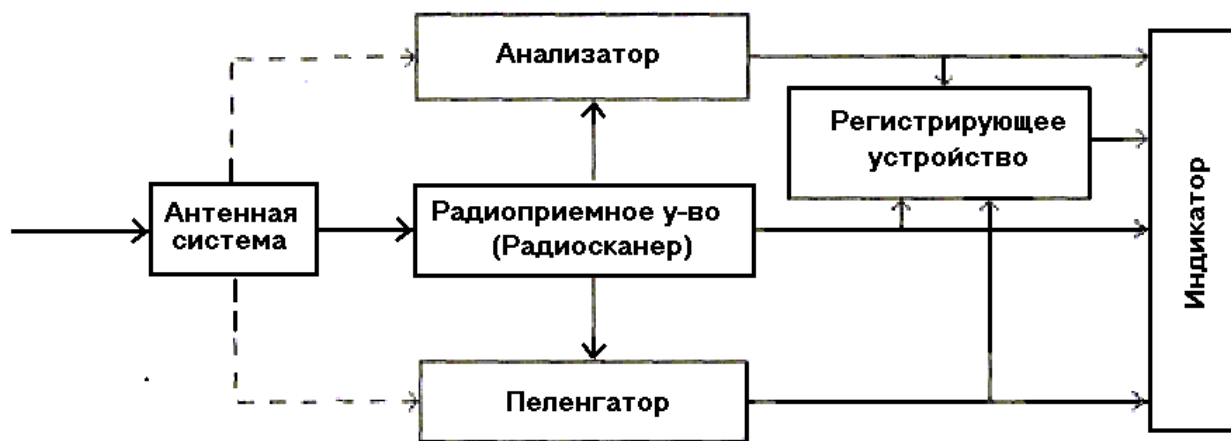 Анализатор
Регистрирующее
устройство
Антенная
система
Радиоприемное у-во
(Радиосканер)
Индикатор
Пеленгатор